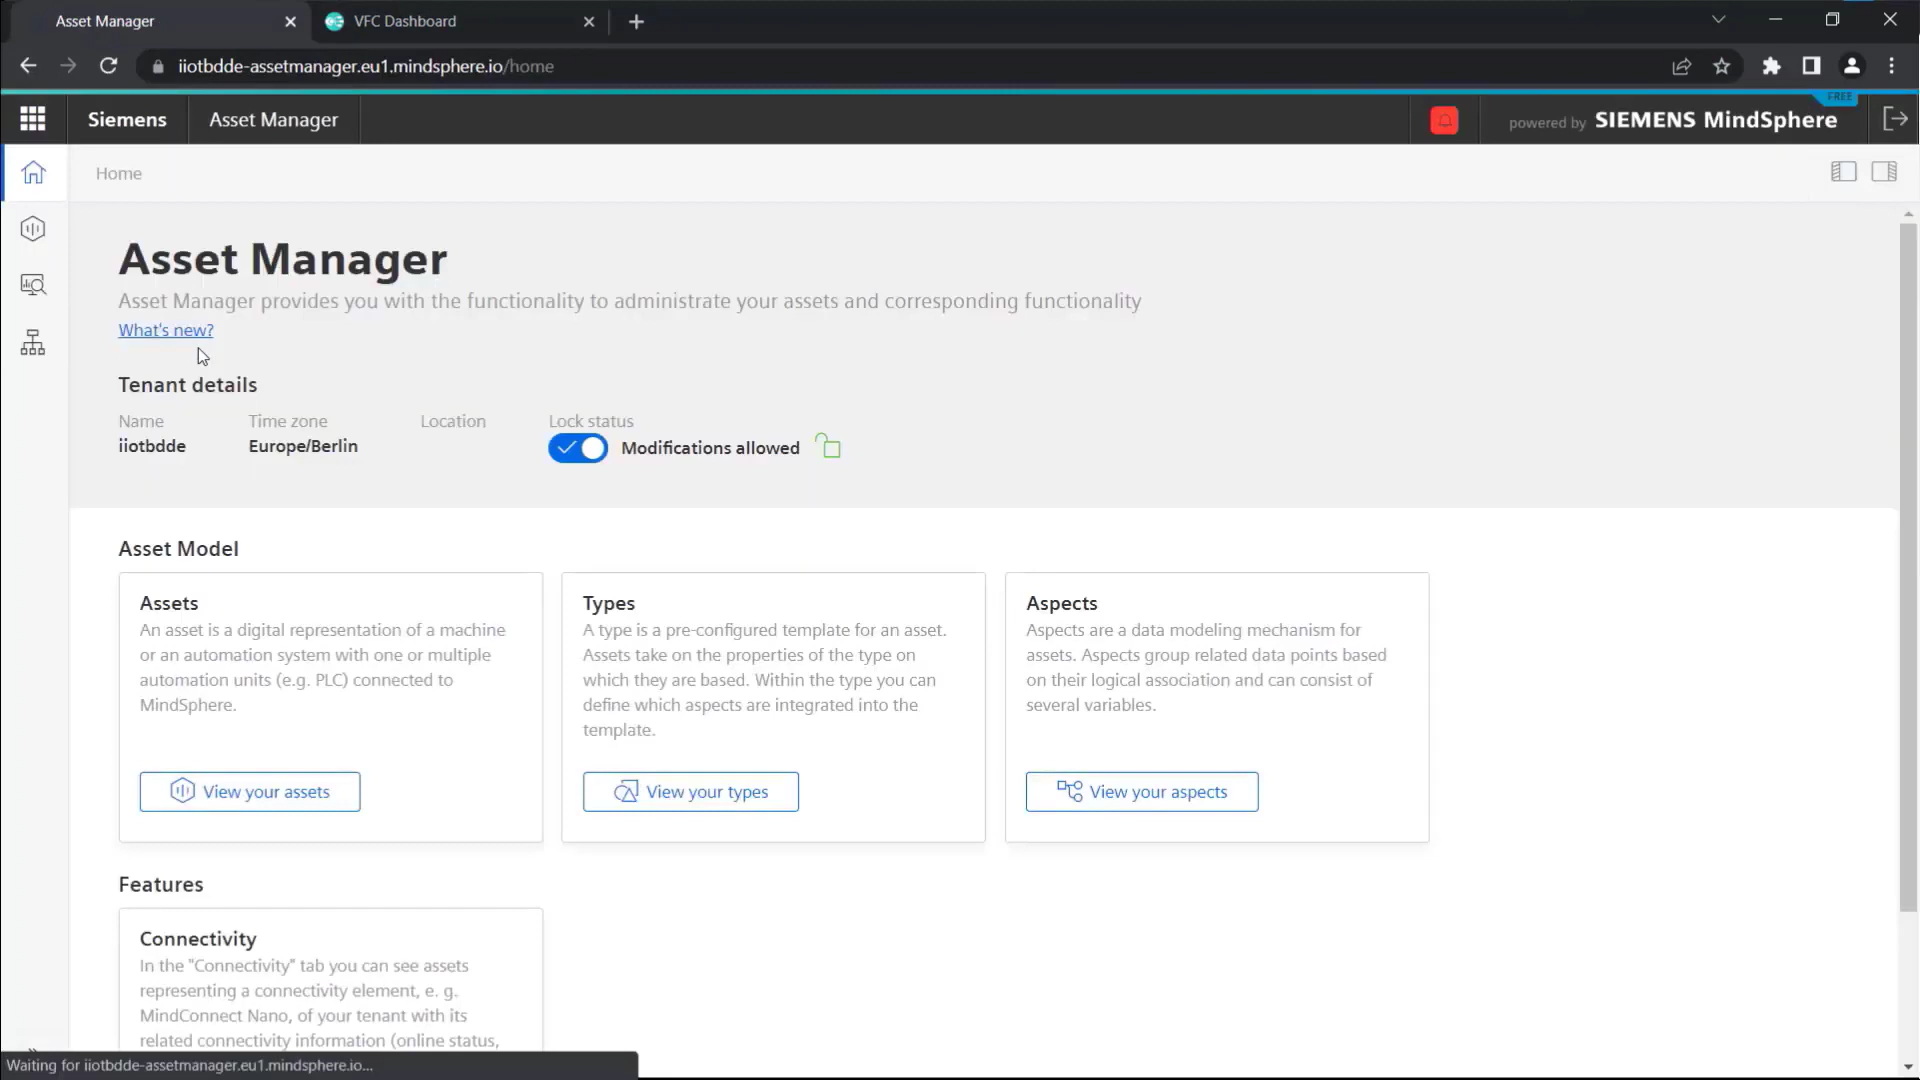 Asset Manager
VFC Dashboard
iiotbdde-assetmanager.eu1.mindsphere.io/home
FREE
Siemens
Asset Manager
powered by SIEMENS MindSphere
Home
Asset Manager
Asset Manager provides you with the functionality to administrate your assets and corresponding functionality
What's new?
Tenant details
Name
Time zone
Location
Lock status
iiotbdde
Europe/Berlin
Modifications allowed
Asset Model
Assets
An asset is a digital representation of a machine
or an automation system with one or multiple
automation units (e.g. PLC) connected to
MindSphere.
View your assets
Types
A type is a pre-configured template for an asset.
Assets take on the properties of the type on
which they are based. Within the type you can
define which aspects are integrated into the
template.
View your types
Aspects
Aspects are a data modeling mechanism for
assets. Aspects group related data points based
on their logical association and can consist of
several variables.
View your aspects
Features
Connectivity
In the "Connectivity" tab you can see assets
representing a connectivity element, e. g.
MindConnect Nano, of your tenant with its
related connectivity information (online status,
Waiting for iiotbdde-assetmanager.eu1.mindsphere.io...